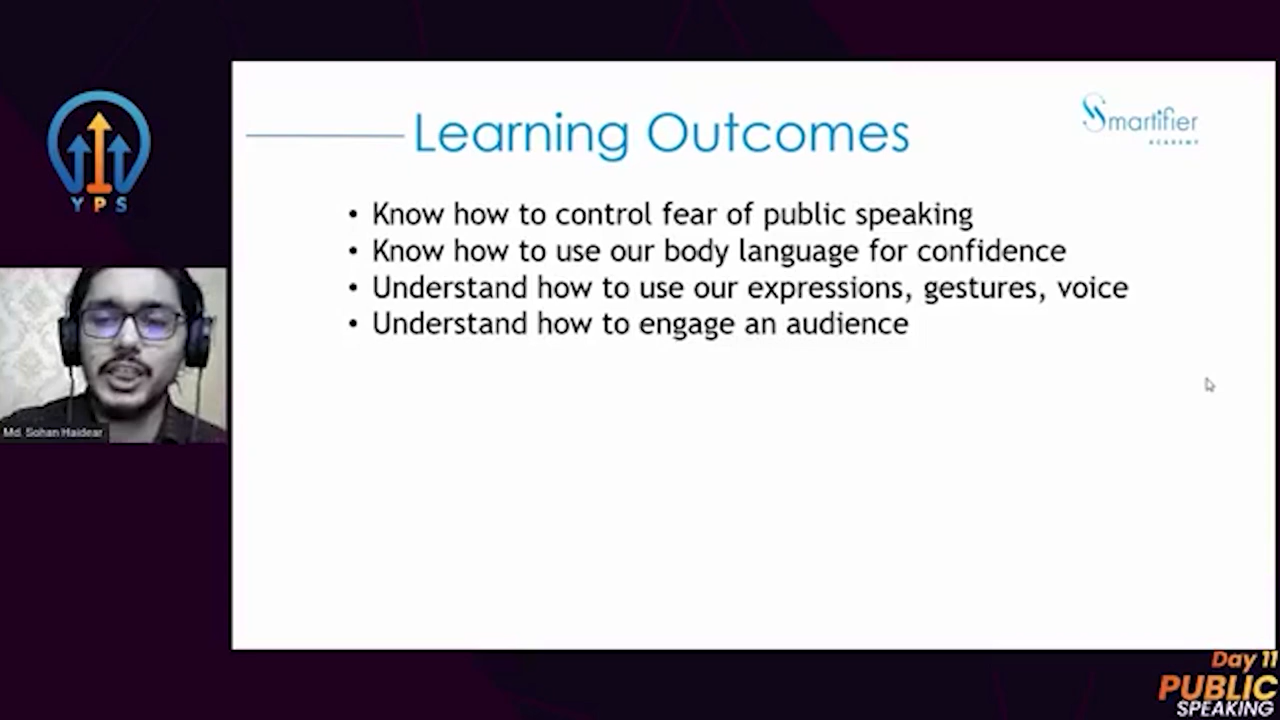 Learning Outcomes
Smartifier
ACADEMY
YPS
• Know how to control fear of public speaking
• Know how to use our body language for confidence
• Understand how to use our expressions, gestures, voice
• Understand how to engage an audience
Md. Sohan Haidear
Day 11
PUBLIC
SPEAKING